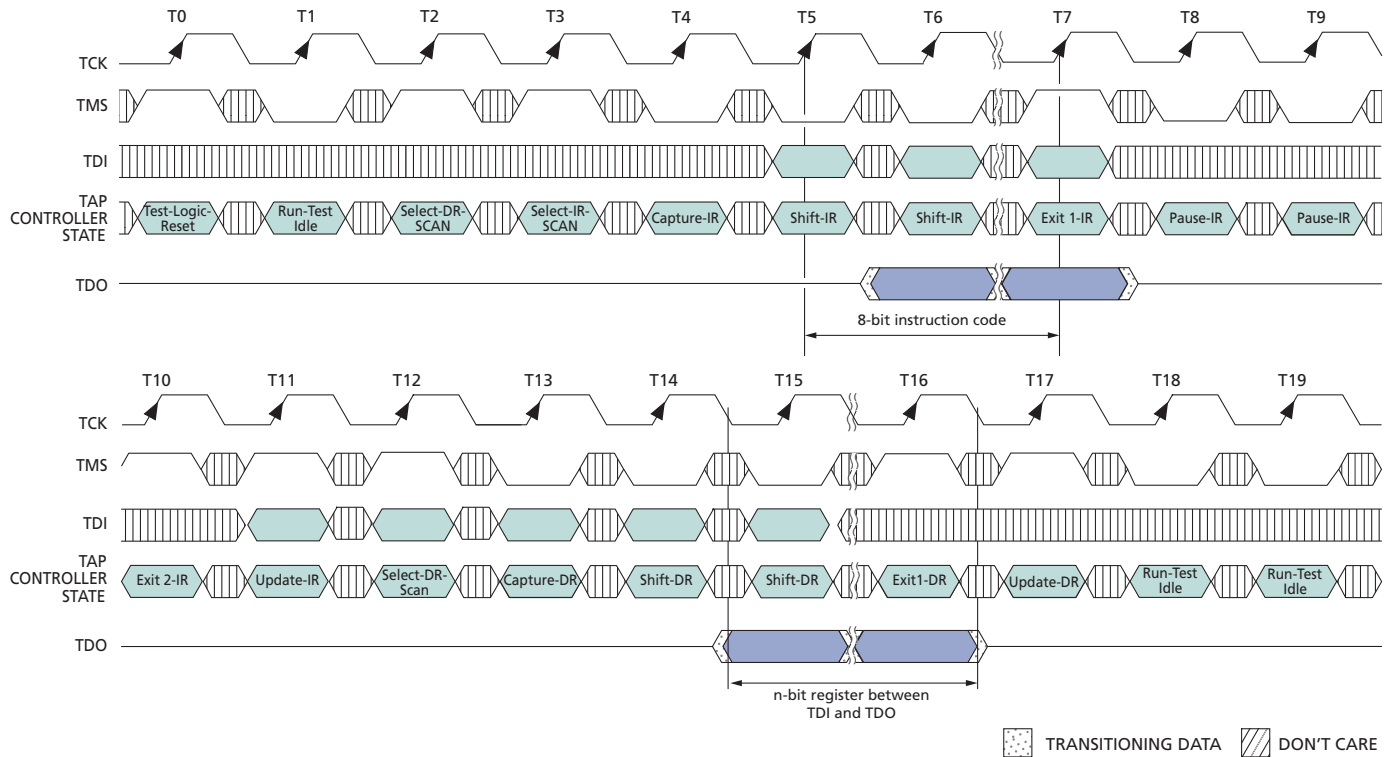 T0 T1 T2 T3 T4 T5 T6 T7 T8 T9
TCK
TMS
TDI
TAP
CONTROLLER
STATE
Test-Logic-
Reset
Run-Test
Idle
Select-DR-
SCAN
Select-IR-
SCAN
Capture-IR
Shift-IR
Shift-IR
Exit 1-IR
Pause-IR
Pause-IR
TDO
8-bit instruction code
T10 T11 T12 T13 T14 T15 T16 T17 T18 T19
TCK
TMS
TDI
TAP
CONTROLLER
STATE
Exit 2-IR
Update-IR
Select-DR-
Scan
Capture-DR
Shift-DR
Shift-DR
Exit1-DR
Update-DR
Run-Test
Idle
Run-Test
Idle
TDO
n-bit register between
TDI and TDO
TRANSITIONING DATA
DON'T CARE